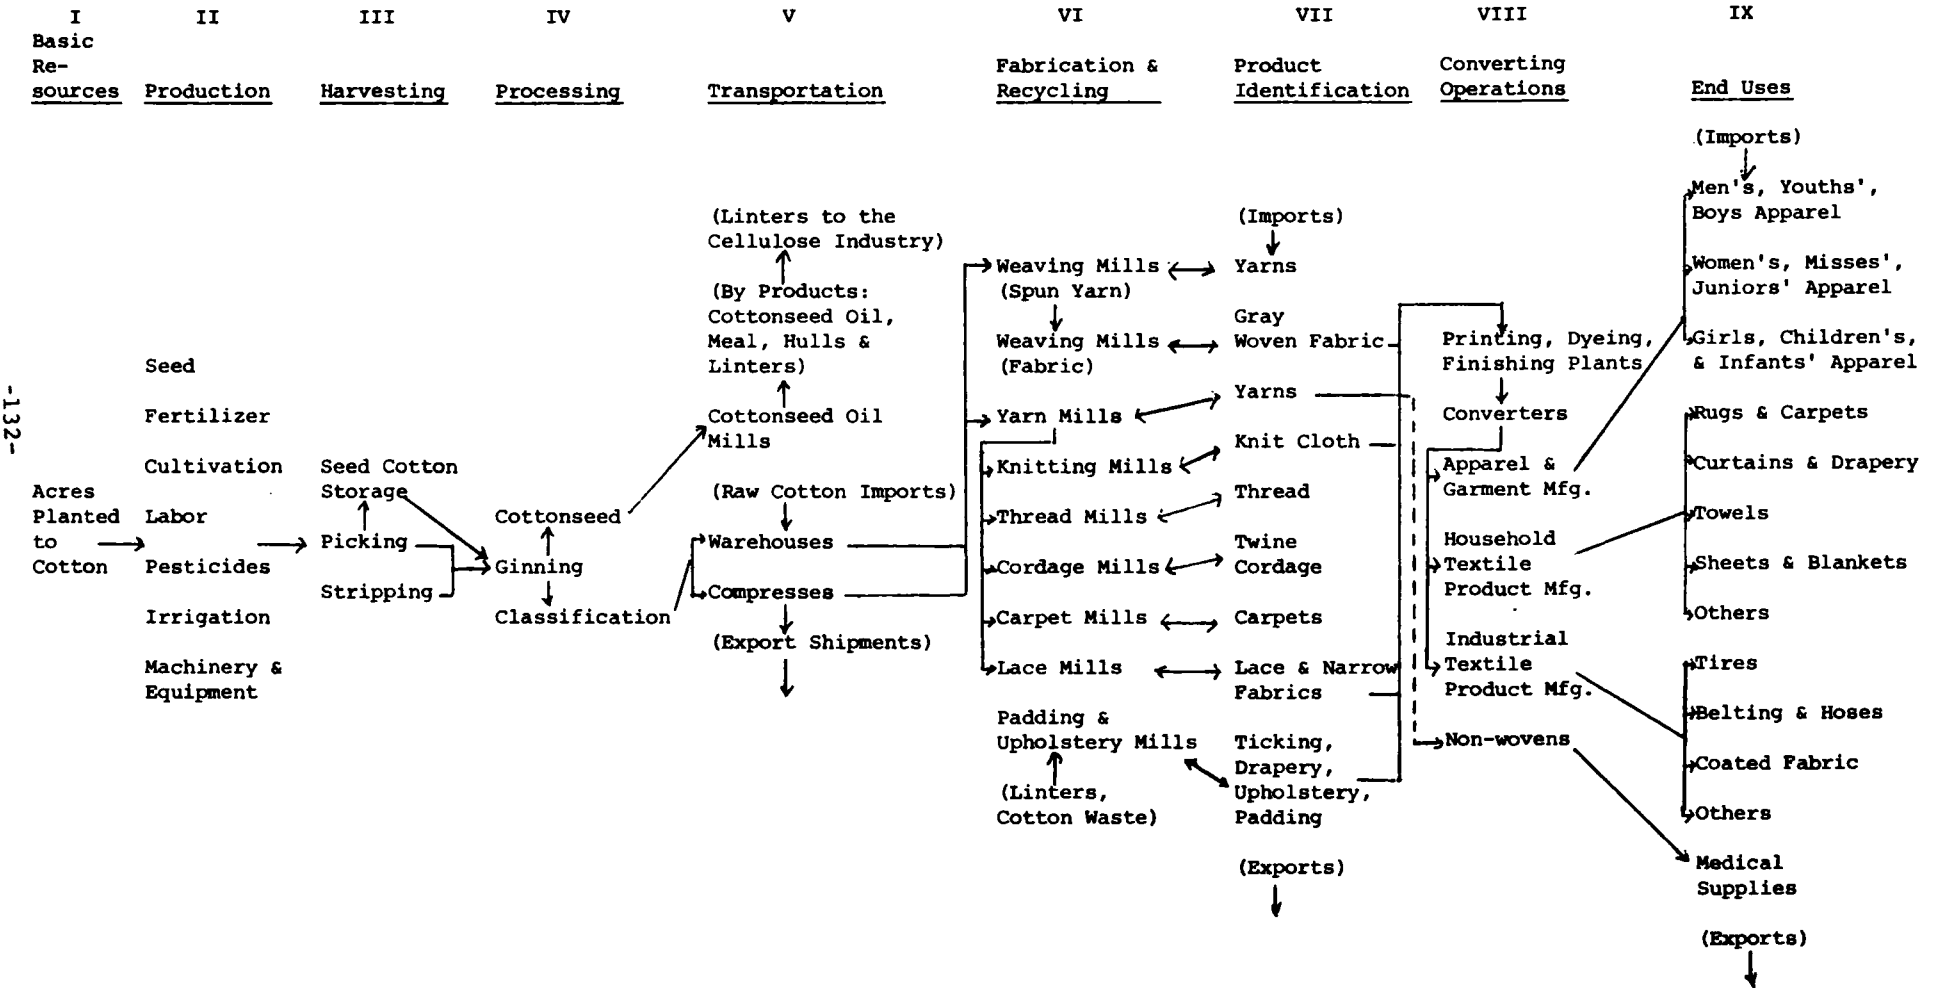 I
Basic
Re-
sources
II
Production
III
Harvesting
IV
Processing
V
Transportation
VI
Fabrication &
Recycling
VII
Product
Identification
VIII
Converting
Operations
IX
End Uses
-132-
Acres
Planted
to
Cotton
Seed
Fertilizer
Cultivation
Labor
Pesticides
Irrigation
Machinery &
Equipment
Seed Cotton
Storage
Picking
Stripping
Cottonseed
Ginning
Classification
(Linters to the
Cellulose Industry)
(By Products:
Cottonseed Oil,
Meal, Hulls &
Linters)
Cottonseed Oil
Mills
(Raw Cotton Imports)
Warehouses
Compresses
(Export Shipments)
Weaving Mills
(Spun Yarn)
Weaving Mills
(Fabric)
Yarn Mills
Knitting Mills
Thread Mills
Cordage Mills
Carpet Mills
Lace Mills
Padding &
Upholstery Mills
(Linters,
Cotton Waste)
(Imports)
Yarns
Gray
Woven Fabric
Yarns
Knit Cloth
Thread
Twine
Cordage
Carpets
Lace & Narrow
Fabrics
Ticking,
Drapery,
Upholstery,
Padding
(Exports)
Printing, Dyeing,
Finishing Plants
Converters
Apparel &
Garment Mfg.
Household
Textile
Product Mfg.
Industrial
Textile
Product Mfg.
Non-wovens
(Imports)
Men's, Youths',
Boys Apparel
Women's, Misses',
Juniors' Apparel
Girls, Children's,
& Infants' Apparel
Rugs & Carpets
Curtains & Drapery
Towels
Sheets & Blankets
Others
Tires
Belting & Hoses
Coated Fabric
Others
Medical
Supplies
(Exports)